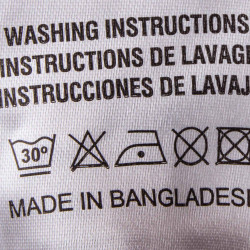 WASHING INSTRUCTIONS
INSTRUCTIONS DE LAVAG
INSTRUCCIONES DE LAVAJ
30°
MADE IN BANGLADES